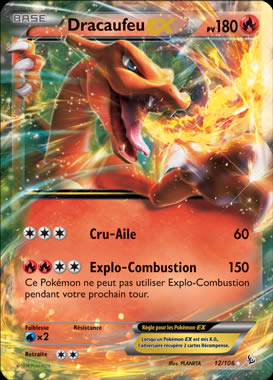 BASE
Dracaufeu EX PV180
Cru-Aile 60
Explo-Combustion 150
Ce Pokémon ne peut pas utiliser Explo-Combustion
pendant votre prochain tour.
Faiblesse Résistance
×2
Retraite
Règle pour les Pokémon-EX
Lorsqu'un Pokémon-EX est mis K.O.,
l'adversaire récupère 2 cartes Récompense.
Illus. PLANETA 12/106